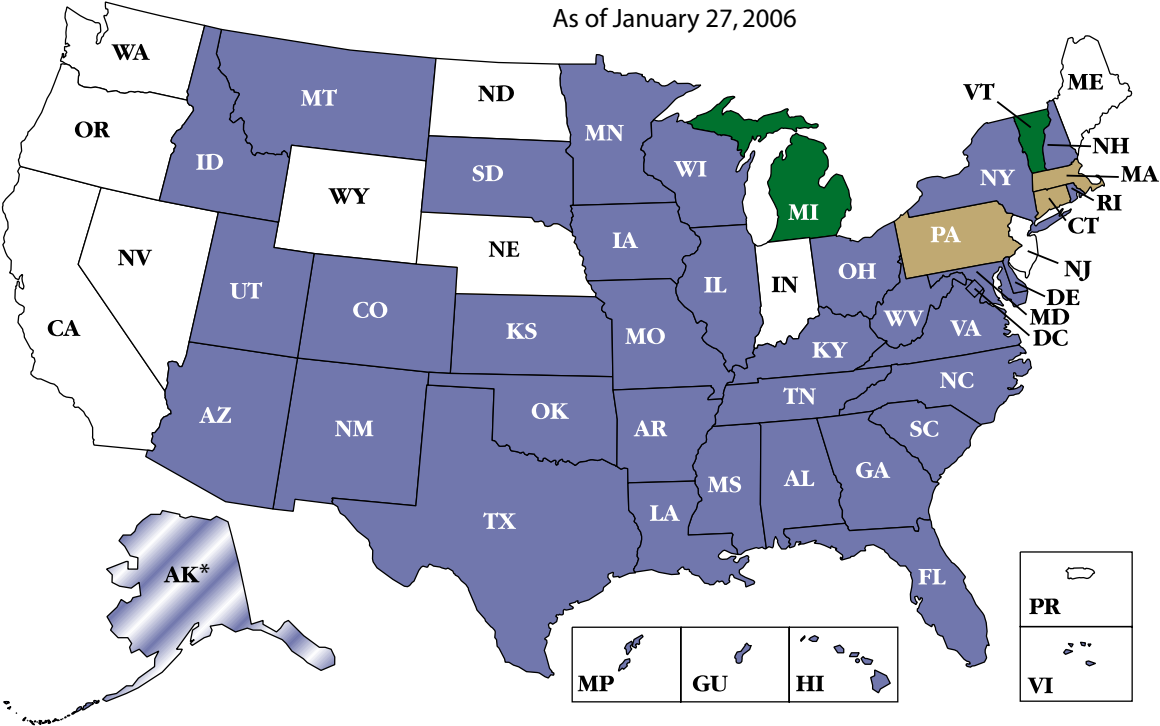 As of January 27, 2006
WA
ME
VT
ND
MT
OR
MN
NH
ID
WI
SD
NY
MA
WY
RI
MI
CT
PA
IA
NE
NV
NJ
OH
IL
IN
UT
DE
CO
MD
WV
CA
KS
VA
MO
DC
KY
NC
TN
OK
AZ
NM
AR
SC
GA
AL
MS
LA
TX
AK*
FL
PR
MP
GU
HI
VI